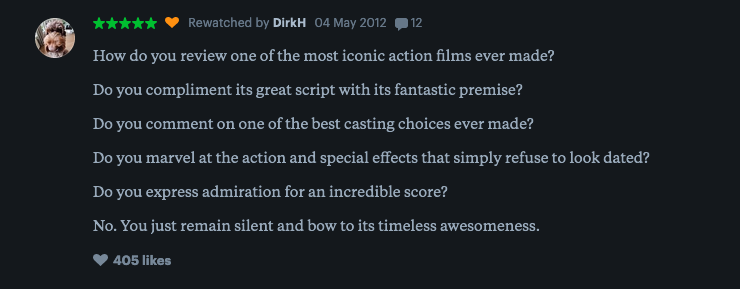 ★★★★★ Rewatched by DirkH 04 May 2012 12
How do you review one of the most iconic action films ever made?
Do you compliment its great script with its fantastic premise?
Do you comment on one of the best casting choices ever made?
Do you marvel at the action and special effects that simply refuse to look dated?
Do you express admiration for an incredible score?
No. You just remain silent and bow to its timeless awesomeness.
405 likes